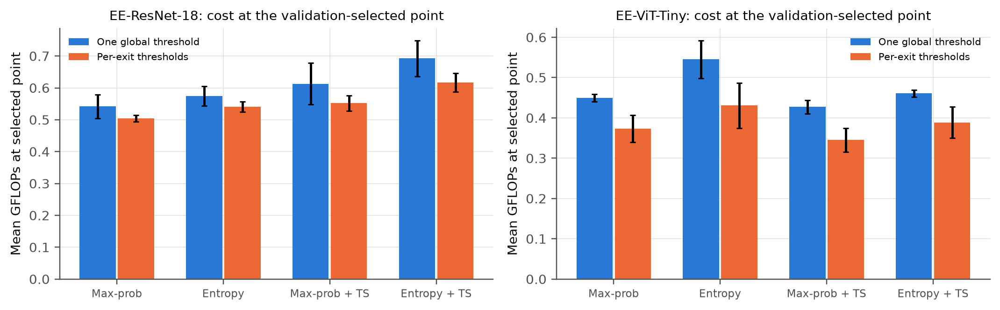 EE-ResNet-18: cost at the validation-selected point
One global threshold
Per-exit thresholds
Mean GFLOPs at selected point
0.7
0.6
0.5
0.4
0.3
0.2
0.1
0.0
Max-prob
Entropy
Max-prob + TS
Entropy + TS
EE-ViT-Tiny: cost at the validation-selected point
One global threshold
Per-exit thresholds
Mean GFLOPs at selected point
0.6
0.5
0.4
0.3
0.2
0.1
0.0
Max-prob
Entropy
Max-prob + TS
Entropy + TS